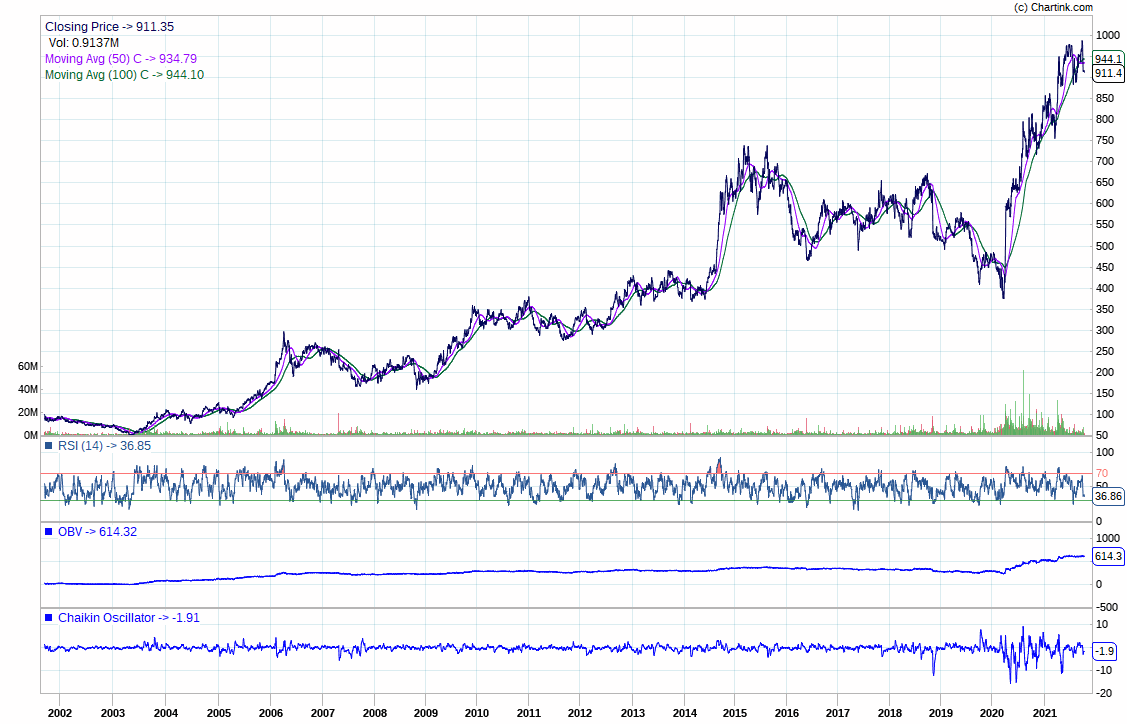 (c) Chartink.com
Closing Price -> 911.35
Vol: 0.9137M
Moving Avg (50) C -> 934.79
Moving Avg (100) C -> 944.10
1000
944.1
911.4
850
800
750
700
650
600
550
500
450
400
350
300
250
200
150
100
50
60M
40M
20M
0M
RSI (14) -> 36.85
100
70
50
36.86
0
OBV -> 614.32
1000
614.3
0
-500
Chaikin Oscillator -> -1.91
10
-1.9
-10
-20
2002 2003 2004 2005 2006 2007 2008 2009 2010 2011 2012 2013 2014 2015 2016 2017 2018 2019 2020 2021